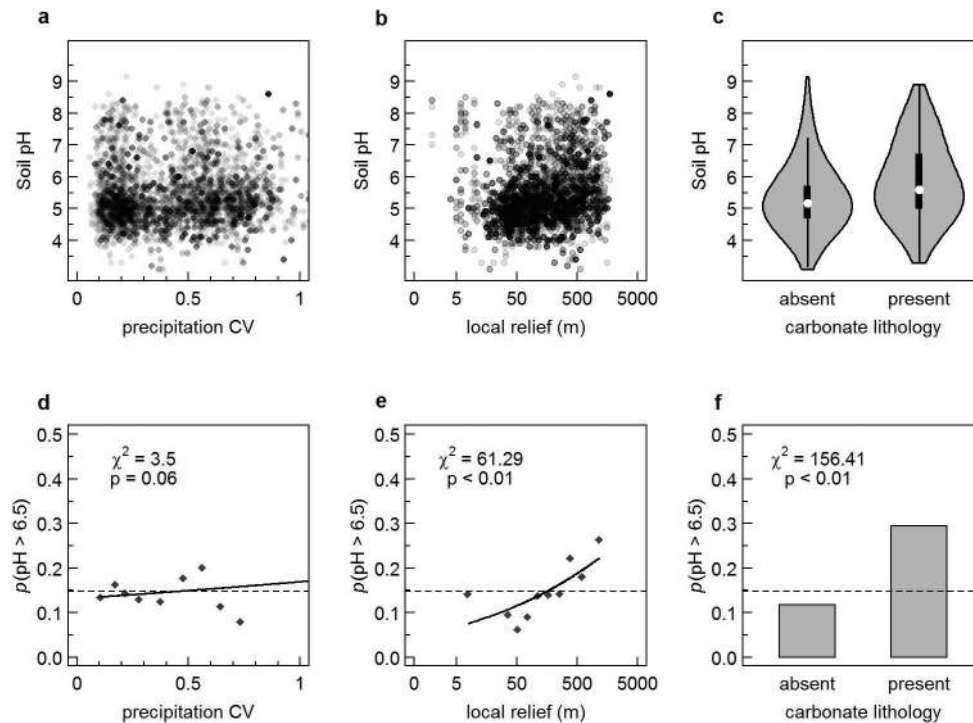 a
Soil pH
9
8
7
6
5
4
0
0.5
1
precipitation CV
b
9
8
7
6
5
4
0
5
50
500
5000
local relief (m)
c
Soil pH
9
8
7
6
5
4
absent
present
carbonate lithology
d
p(pH > 6.5)
0.5
0.4
0.3
0.2
0.1
0.0
χ² = 3.5
p = 0.06
0
0.5
1
precipitation CV
e
p(pH > 6.5)
0.5
0.4
0.3
0.2
0.1
0.0
χ² = 61.29
p < 0.01
0
5
50
500
5000
local relief (m)
f
p(pH > 6.5)
0.5
0.4
0.3
0.2
0.1
0.0
χ² = 156.41
p < 0.01
absent
present
carbonate lithology